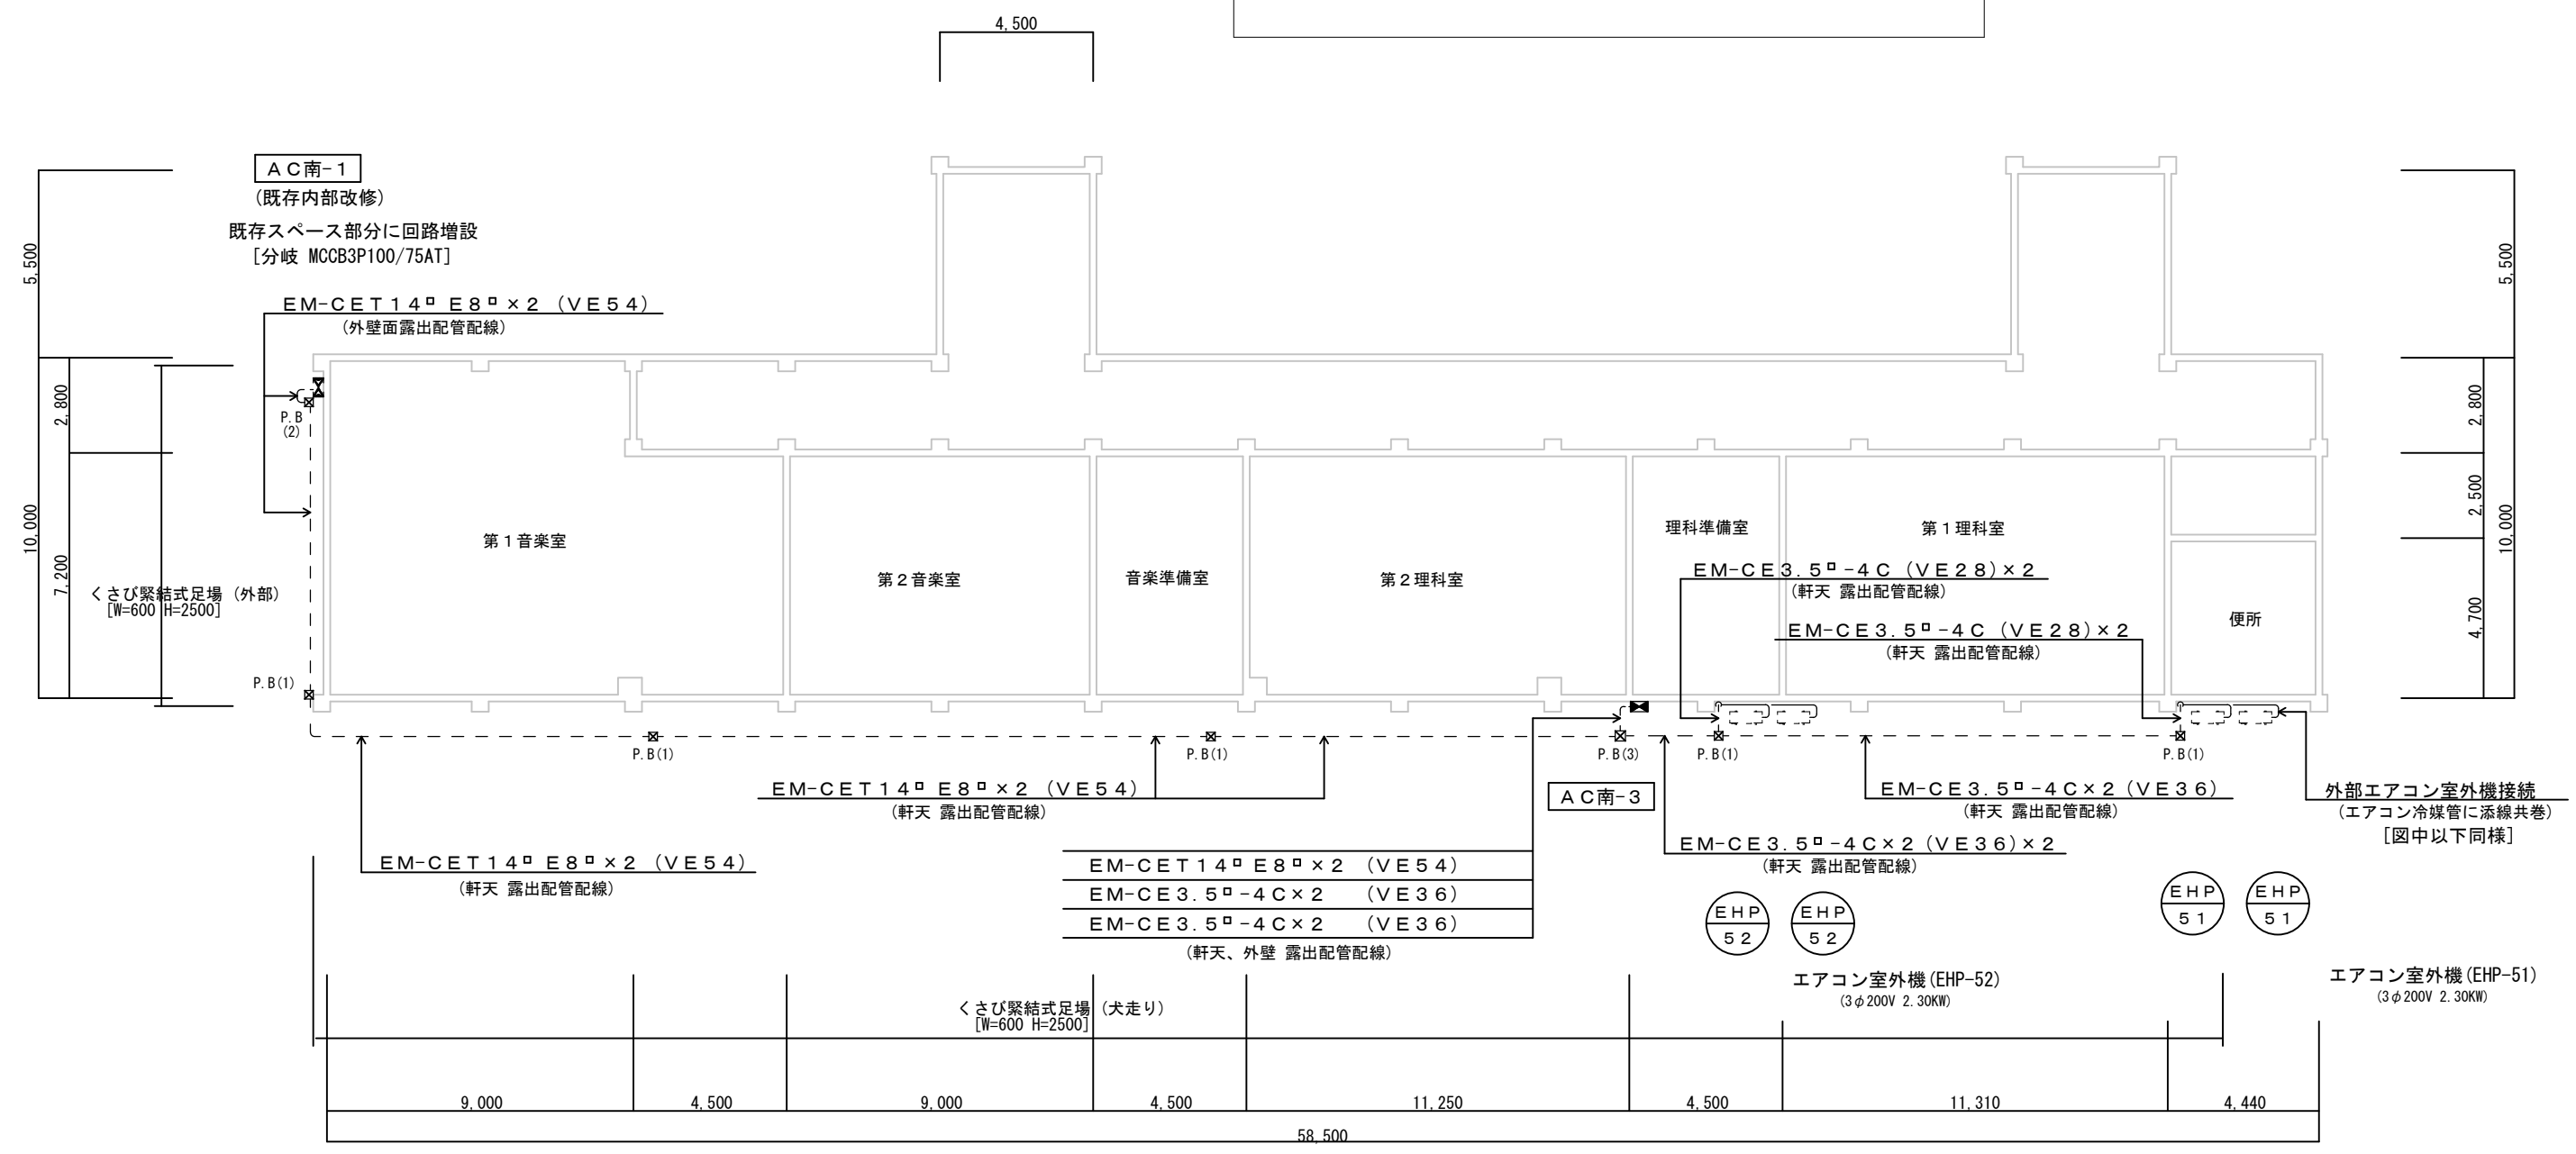 4,500
AC南-1
(既存内部改修)
既存スペース部分に回路増設
[分岐 MCCB3P100/75AT]
5,500
5,500
EM-CET14□ E8□×2 (VE54)
(外壁面露出配管配線)
2,800
2,800
P.B
(2)
10,000
7,200
2,500
10,000
4,700
第1音楽室
第2音楽室
音楽準備室
第2理科室
理科準備室
第1理科室
便所
くさび緊結式足場 (外部)
[W=600 H=2500]
EM-CE3.5□-4C (VE28)×2
(軒天 露出配管配線)
EM-CE3.5□-4C (VE28)×2
(軒天 露出配管配線)
P.B(1)
P.B(1)
P.B(1)
P.B(3)
P.B(1)
P.B(1)
EM-CET14□ E8□×2 (VE54)
(軒天 露出配管配線)
AC南-3
EM-CE3.5□-4C×2 (VE36)
(軒天 露出配管配線)
外部エアコン室外機接続
(エアコン冷媒管に添線共巻)
[図中以下同様]
EM-CET14□ E8□×2 (VE54)
(軒天 露出配管配線)
EM-CE3.5□-4C×2 (VE36)×2
(軒天 露出配管配線)
EM-CET14□ E8□×2 (VE54)
EM-CE3.5□-4C×2 (VE36)
EM-CE3.5□-4C×2 (VE36)
(軒天、外壁 露出配管配線)
EHP
52
EHP
52
EHP
51
EHP
51
エアコン室外機(EHP-52)
(3φ200V 2.30KW)
エアコン室外機(EHP-51)
(3φ200V 2.30KW)
くさび緊結式足場 (犬走り)
[W=600 H=2500]
9,000
4,500
9,000
4,500
11,250
4,500
11,310
4,440
58,500